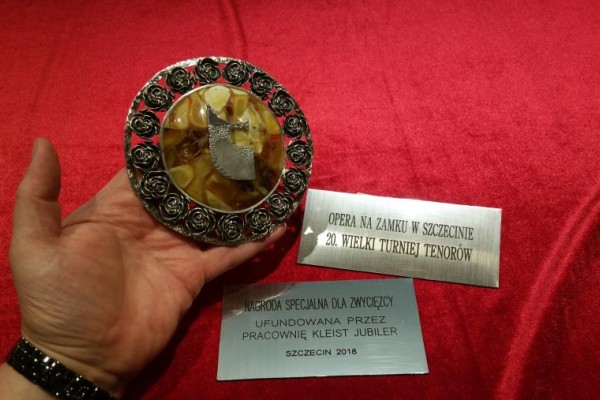 OPERA NA ZAMKU W SZCZECINIE
20. WIELKI TURNIEJ TENORÓW
NAGRODA SPECJALNA DLA ZWYCIĘZCY
UFUNDOWANA PRZEZ
PRACOWNIĘ KLEIST JUBILER
SZCZECIN 2018